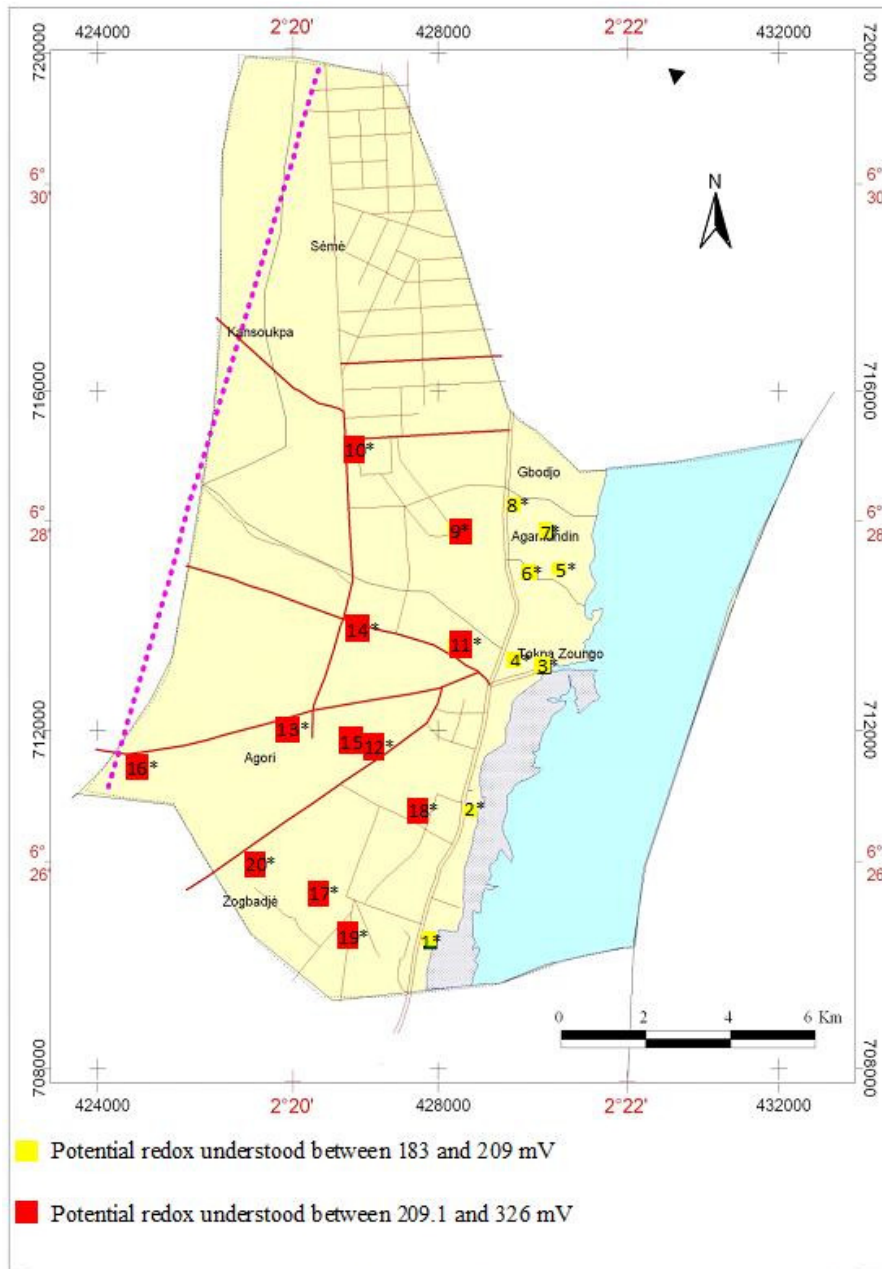 424000 2°20' 428000 2°22' 432000
720000 720000
N
6° 30' 6° 30'
Sèmè
Kansoukpa
716000 716000
Gbodjo
10*
8*
6° 28' 6° 28'
9* 7*
Agamandin
6* 5*
14* 11*
4* Tokpa Zoungo
3*
712000 712000
13* 15 12*
Agori
16*
18* 2*
6° 26' 6° 26'
20*
17*
Zogbadjè
19* 1*
0 2 4 6 Km
708000 708000
424000 2°20' 428000 2°22' 432000
Potential redox understood between 183 and 209 mV
Potential redox understood between 209.1 and 326 mV